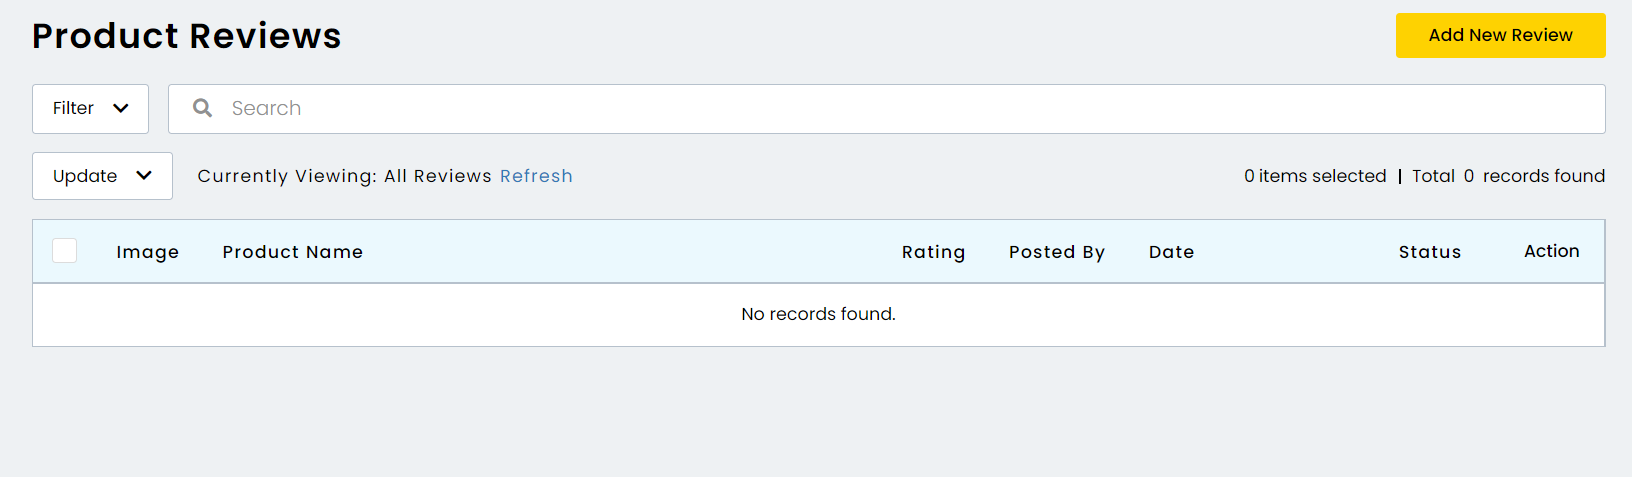 Product Reviews
Add New Review
Filter
Search
Update
Currently Viewing: All Reviews Refresh
0 items selected | Total 0 records found
Image Product Name Rating Posted By Date Status Action
No records found.